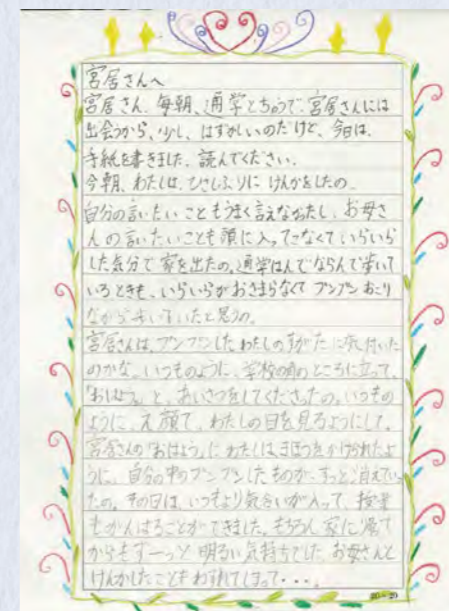 宮居さんへ
宮居さん、毎朝、通学とちゅうで、宮居さんには
出会うから、少し、はずかしいのだけど、今日は、
手紙を書きました。読んでください。
今朝、わたしは、ひさしぶりに けんかをしたの。
自分の言いたいこともうまく言えなかったし、お母さ
んの言いたいことも頭に入ってこなくていらいら
した気分で家を出たの。通学はんでならんで歩いて
いるときも、いらいらがおさまらなくて プンプンおこり
ながら歩いていたと思うの。
宮居さんは、プンプンしたわたしのすがたに気付いた
のかな。いつものように、学校の前のところに立って、
「おはよう」と、あいさつをしてくださったの。いつもの
ように、え顔で、わたしの目を見るようにして。
宮居さんの「おはよう」に わたしは、まほうをかけられたよ
うに、自分の中のプンプンしたものが、すっと消えてい
たの。その日は、いつもより気合いが入って、授業
もがんばることができました。もちろん、家に帰って
からもずーっと 明るい気持ちでした。お母さんと
けんかしたこともわすれてしまって・・・。
20×20